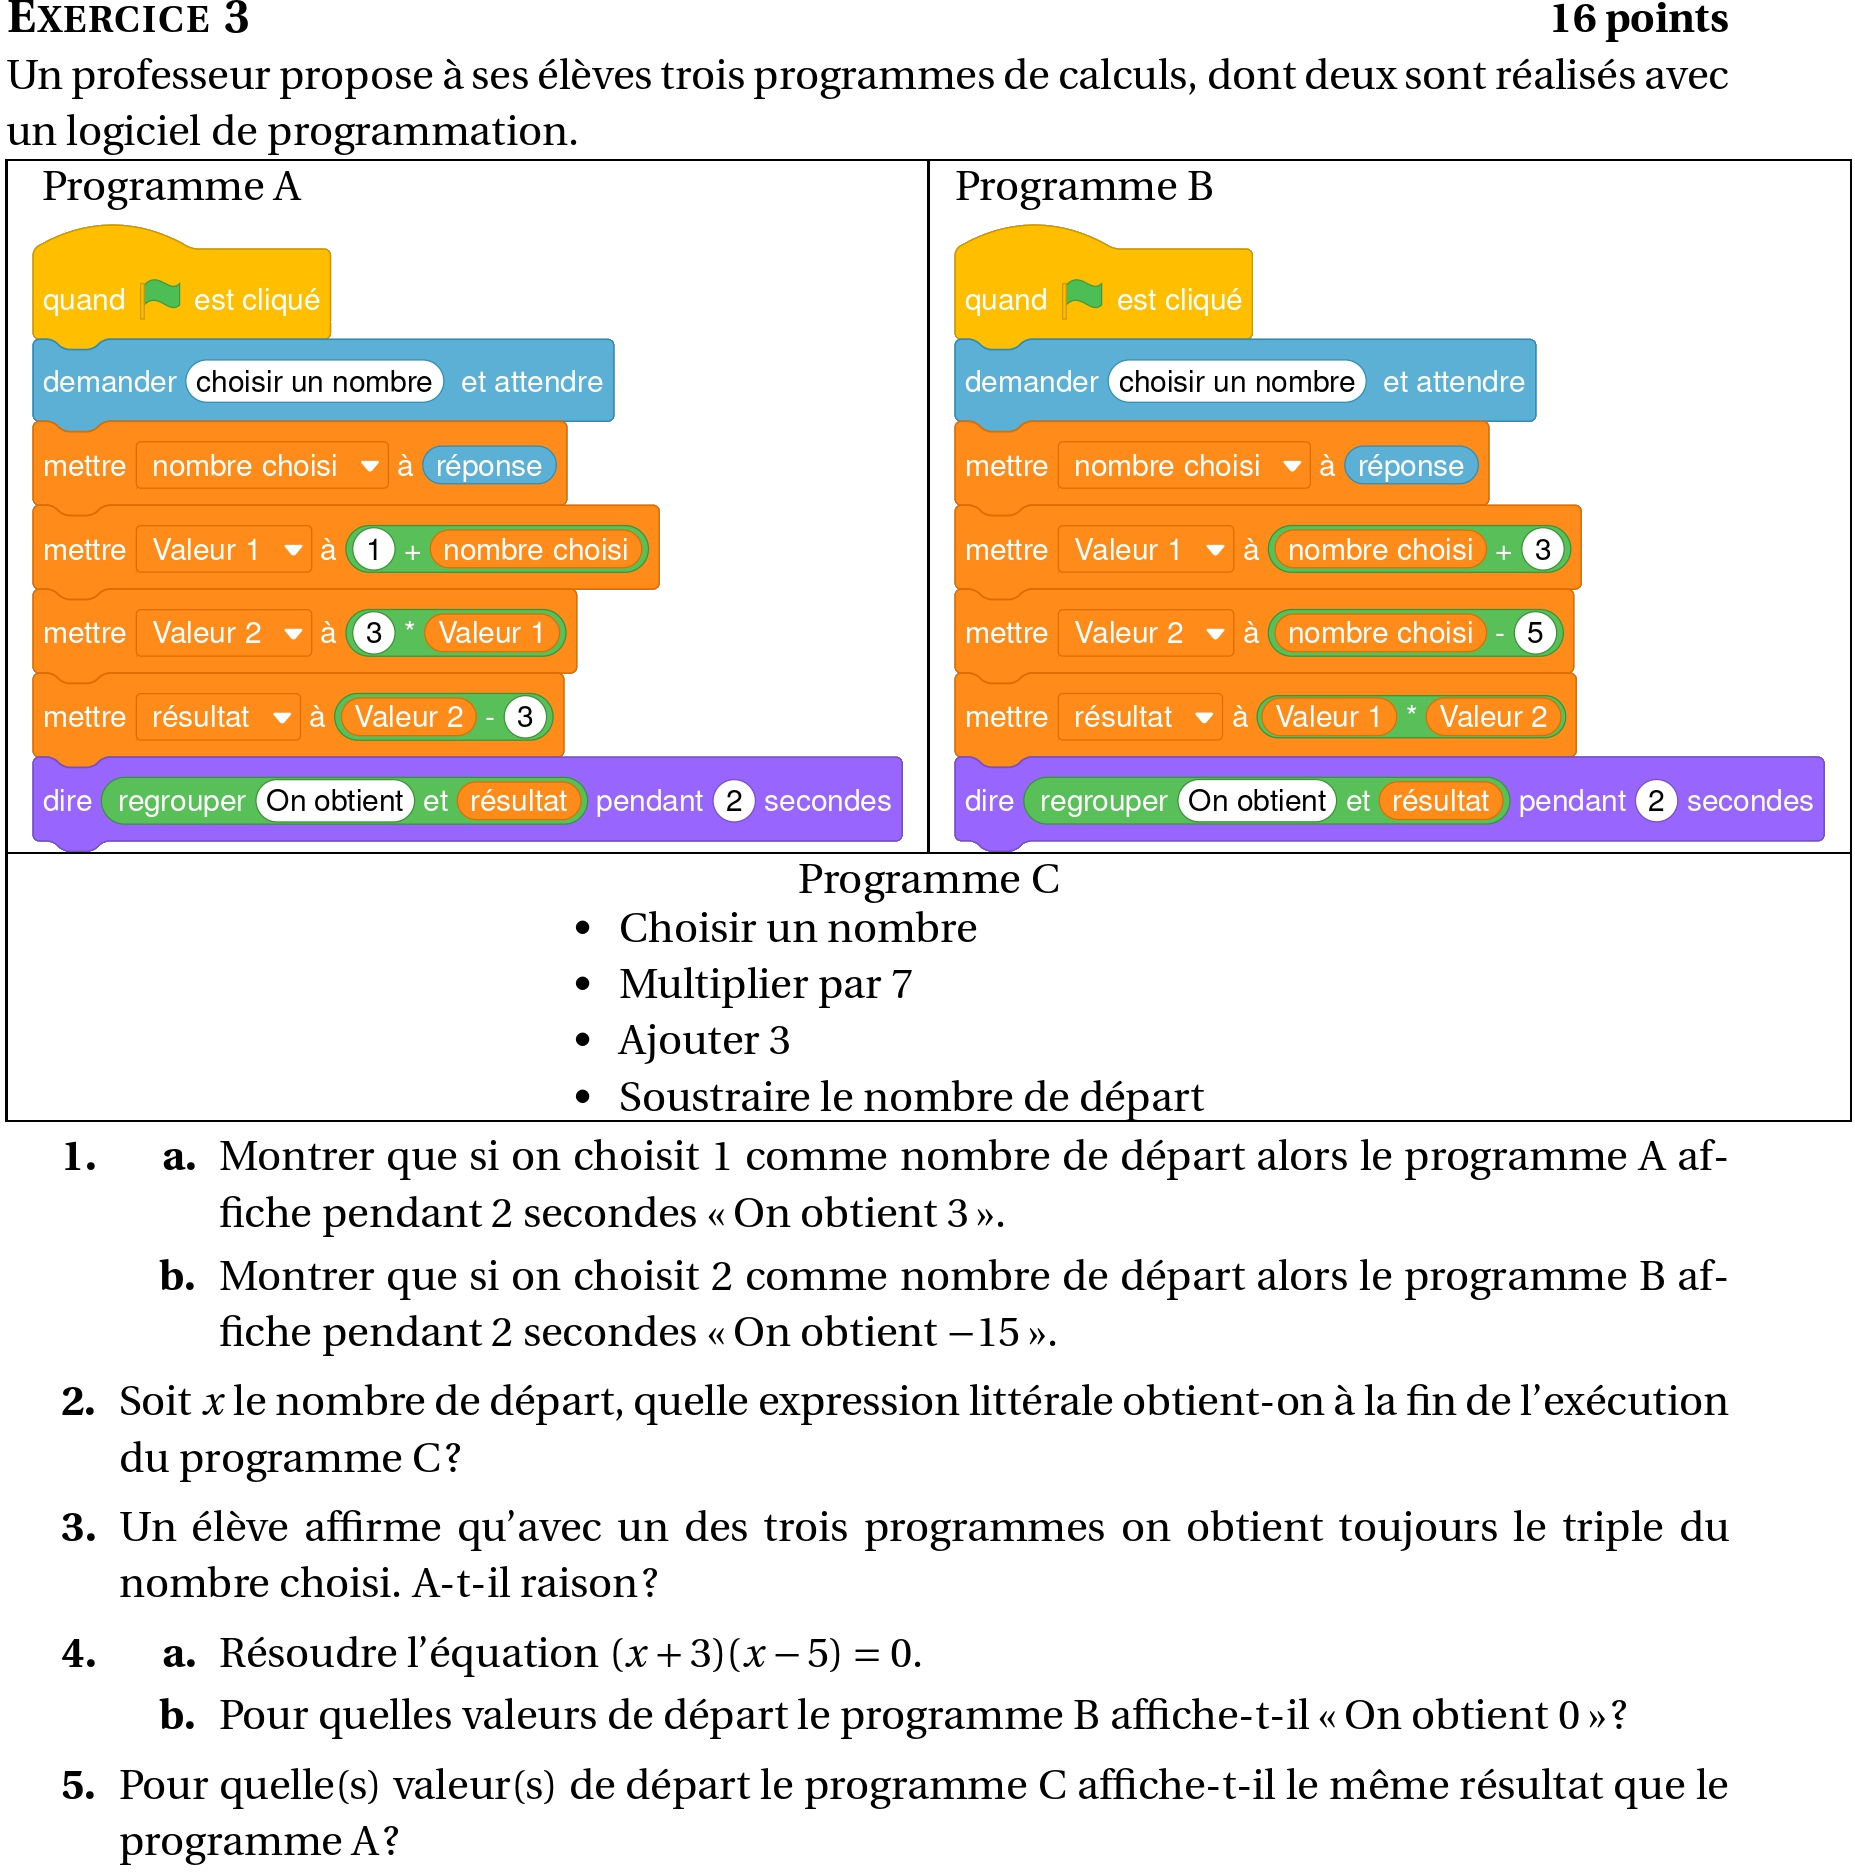 EXERCICE 3 16 points
Un professeur propose à ses élèves trois programmes de calculs, dont deux sont réalisés avec
un logiciel de programmation.
Programme A
quand est cliqué
demander choisir un nombre et attendre
mettre nombre choisi à réponse
mettre Valeur 1 à 1 + nombre choisi
mettre Valeur 2 à 3 * Valeur 1
mettre résultat à Valeur 2 - 3
dire regrouper On obtient et résultat pendant 2 secondes
Programme B
quand est cliqué
demander choisir un nombre et attendre
mettre nombre choisi à réponse
mettre Valeur 1 à nombre choisi + 3
mettre Valeur 2 à nombre choisi - 5
mettre résultat à Valeur 1 * Valeur 2
dire regrouper On obtient et résultat pendant 2 secondes
Programme C
• Choisir un nombre
• Multiplier par 7
• Ajouter 3
• Soustraire le nombre de départ
1. a. Montrer que si on choisit 1 comme nombre de départ alors le programme A af-
fiche pendant 2 secondes « On obtient 3 ».
b. Montrer que si on choisit 2 comme nombre de départ alors le programme B af-
fiche pendant 2 secondes « On obtient −15 ».
2. Soit x le nombre de départ, quelle expression littérale obtient-on à la fin de l'exécution
du programme C ?
3. Un élève affirme qu'avec un des trois programmes on obtient toujours le triple du
nombre choisi. A-t-il raison ?
4. a. Résoudre l'équation (x + 3)(x − 5) = 0.
b. Pour quelles valeurs de départ le programme B affiche-t-il « On obtient 0 » ?
5. Pour quelle(s) valeur(s) de départ le programme C affiche-t-il le même résultat que le
programme A ?